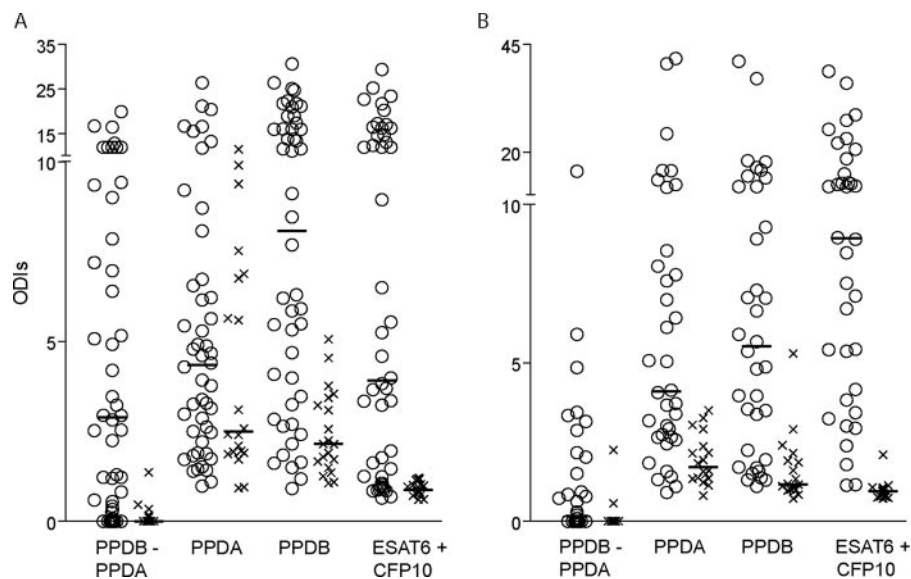 A
B
35
25
15
10
5
0
ODIs
PPDB -
PPDA
PPDA
PPDB
ESAT6 +
CFP10
45
20
10
5
0
PPDB -
PPDA
PPDA
PPDB
ESAT6 +
CFP10